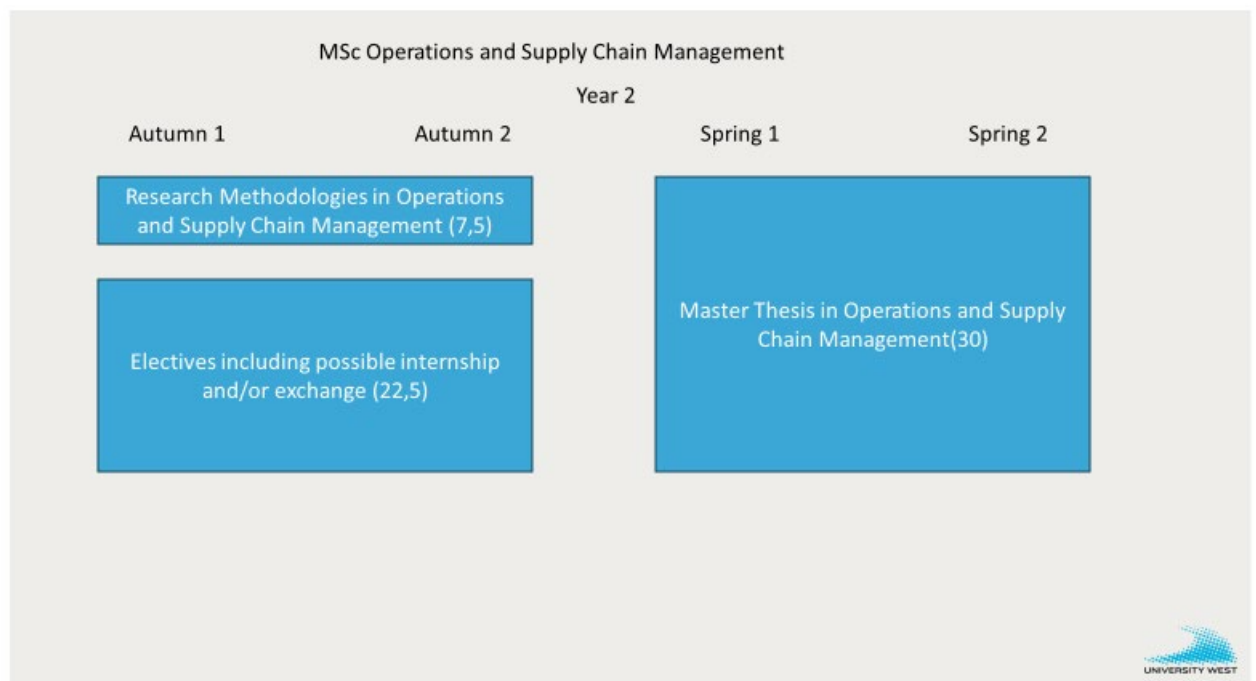 MSc Operations and Supply Chain Management
Year 2
Autumn 1
Autumn 2
Spring 1
Spring 2
Research Methodologies in Operations
and Supply Chain Management (7,5)
Electives including possible internship
and/or exchange (22,5)
Master Thesis in Operations and Supply
Chain Management(30)
UNIVERSITY WEST